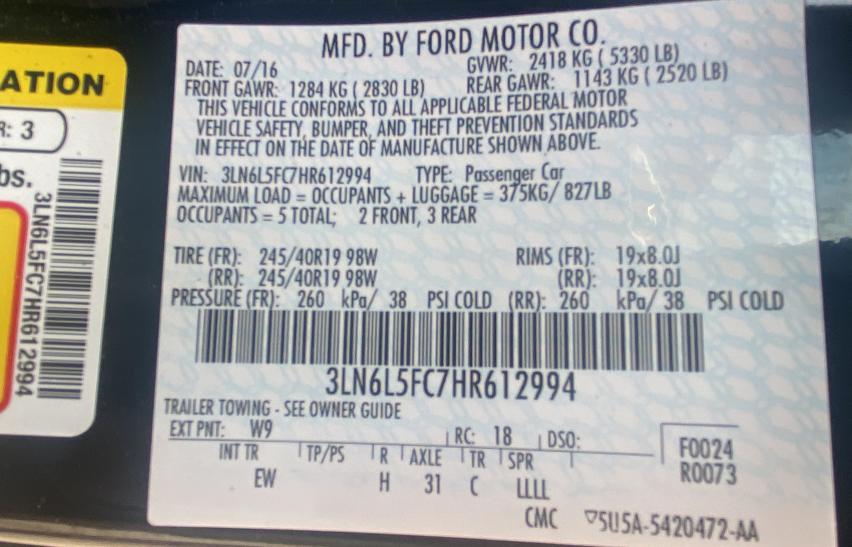 ATION
R: 3
bs.
3LN6L5FC7HR612994
MFD. BY FORD MOTOR CO.
DATE: 07/16 GVWR: 2418 KG ( 5330 LB)
FRONT GAWR: 1284 KG ( 2830 LB) REAR GAWR: 1143 KG ( 2520 LB)
THIS VEHICLE CONFORMS TO ALL APPLICABLE FEDERAL MOTOR
VEHICLE SAFETY, BUMPER, AND THEFT PREVENTION STANDARDS
IN EFFECT ON THE DATE OF MANUFACTURE SHOWN ABOVE.
VIN: 3LN6L5FC7HR612994 TYPE: Passenger Car
MAXIMUM LOAD = OCCUPANTS + LUGGAGE = 375KG/ 827LB
OCCUPANTS = 5 TOTAL; 2 FRONT, 3 REAR
TIRE (FR): 245/40R19 98W RIMS (FR): 19x8.0J
(RR): 245/40R19 98W (RR): 19x8.0J
PRESSURE (FR): 260 kPa/ 38 PSI COLD (RR): 260 kPa/ 38 PSI COLD
3LN6L5FC7HR612994
TRAILER TOWING - SEE OWNER GUIDE
EXT PNT: W9 RC: 18 DSO:
INT TR TP/PS R AXLE TR SPR
EW H 31 C LLLL
F0024
R0073
CMC ▽5U5A-5420472-AA